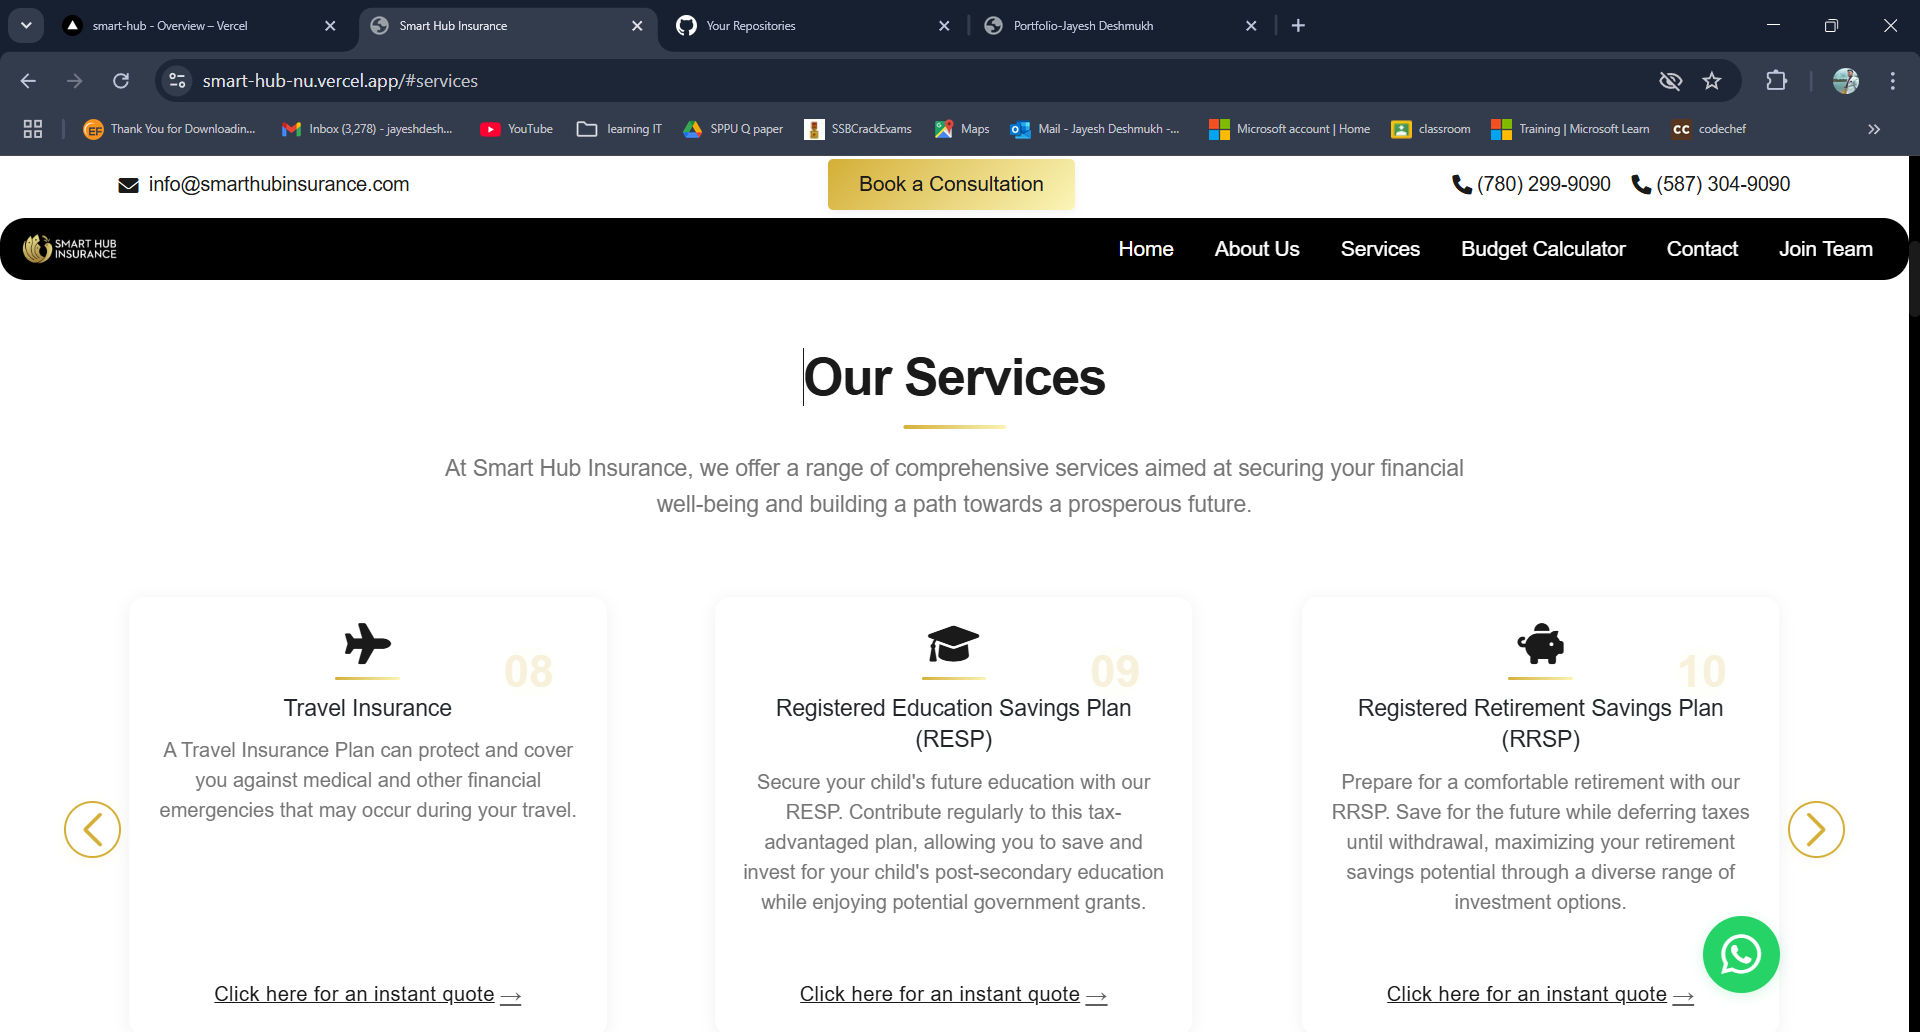 smart-hub - Overview – Vercel
Smart Hub Insurance
Your Repositories
Portfolio-Jayesh Deshmukh
smart-hub-nu.vercel.app/#services
Thank You for Downloadin...
Inbox (3,278) - jayeshdesh...
YouTube
learning IT
SPPU Q paper
SSBCrackExams
Maps
Mail - Jayesh Deshmukh -...
Microsoft account | Home
classroom
Training | Microsoft Learn
CC codechef
info@smarthubinsurance.com
Book a Consultation
(780) 299-9090
(587) 304-9090
SMART HUB
INSURANCE
Home
About Us
Services
Budget Calculator
Contact
Join Team
Our Services
At Smart Hub Insurance, we offer a range of comprehensive services aimed at securing your financial
well-being and building a path towards a prosperous future.
08
Travel Insurance
A Travel Insurance Plan can protect and cover
you against medical and other financial
emergencies that may occur during your travel.
Click here for an instant quote →
09
Registered Education Savings Plan
(RESP)
Secure your child's future education with our
RESP. Contribute regularly to this tax-
advantaged plan, allowing you to save and
invest for your child's post-secondary education
while enjoying potential government grants.
Click here for an instant quote →
10
Registered Retirement Savings Plan
(RRSP)
Prepare for a comfortable retirement with our
RRSP. Save for the future while deferring taxes
until withdrawal, maximizing your retirement
savings potential through a diverse range of
investment options.
Click here for an instant quote →